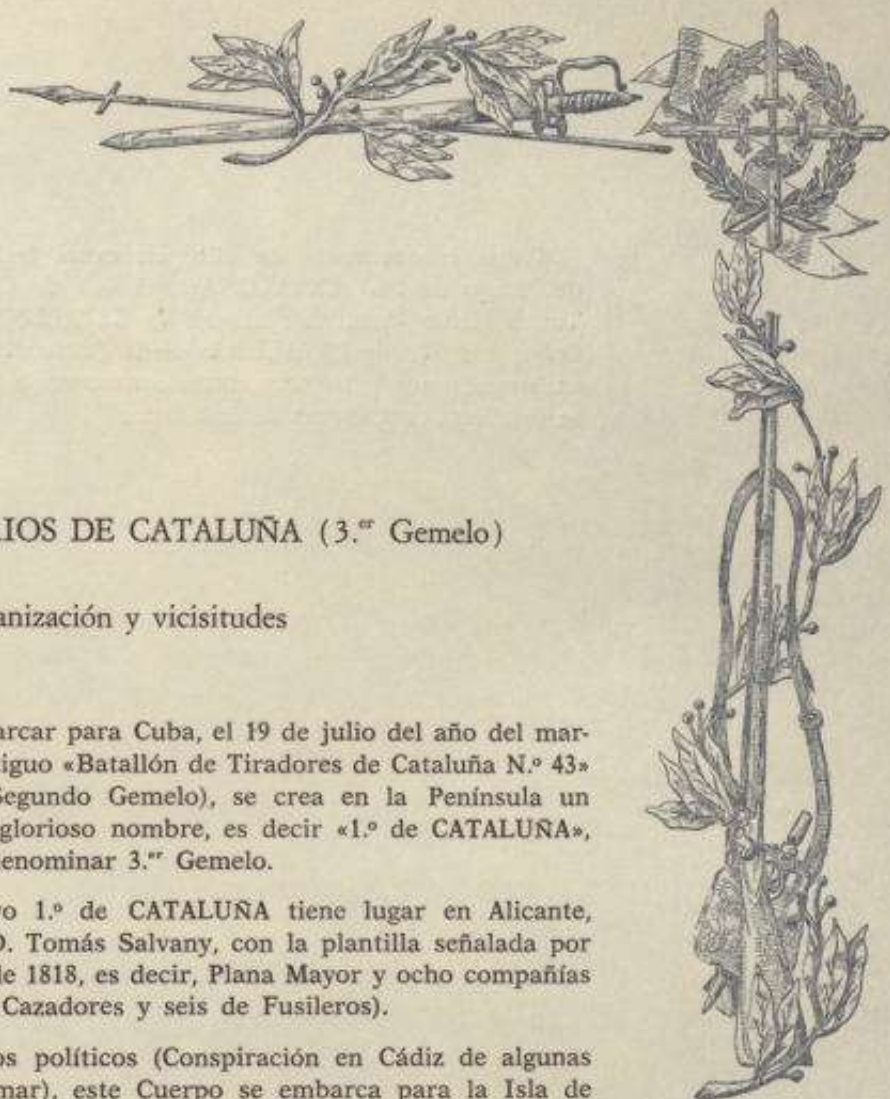 RIOS DE CATALUÑA (3.er Gemelo)
anización y vicisitudes
arcar para Cuba, el 19 de julio del año del mar-
iguo «Batallón de Tiradores de Cataluña N.º 43»
Segundo Gemelo), se crea en la Península un
glorioso nombre, es decir «1.º de CATALUÑA»,
enominar 3.er Gemelo.
o 1.º de CATALUÑA tiene lugar en Alicante,
D. Tomás Salvany, con la plantilla señalada por
de 1818, es decir, Plana Mayor y ocho compañías
Cazadores y seis de Fusileros).
os políticos (Conspiración en Cádiz de algunas
mar), este Cuerpo se embarca para la Isla de